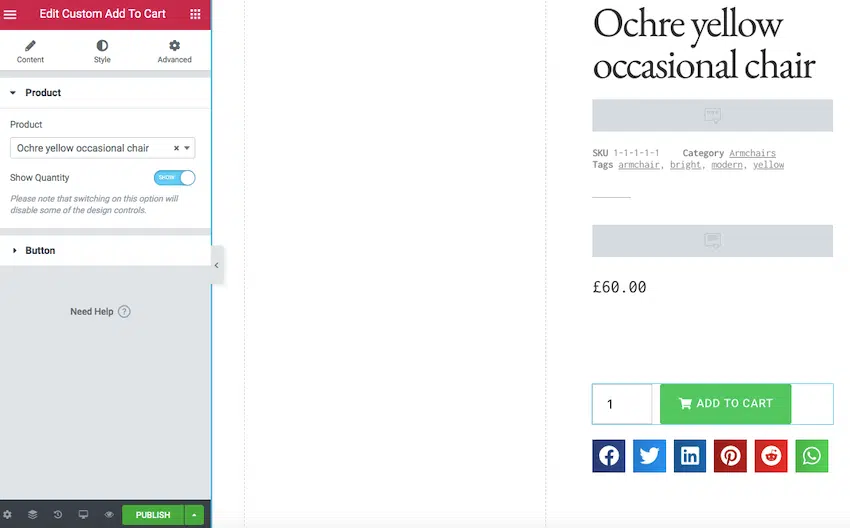 Edit Custom Add To Cart
Content
Style
Advanced
Product
Product
Ochre yellow occasional chair
Show Quantity
SHOW
Please note that switching on this option will
disable some of the design controls.
Button
Need Help ?
PUBLISH
Ochre yellow
occasional chair
SKU 1-1-1-1-1 Category Armchairs
Tags armchair, bright, modern, yellow
£60.00
1
ADD TO CART